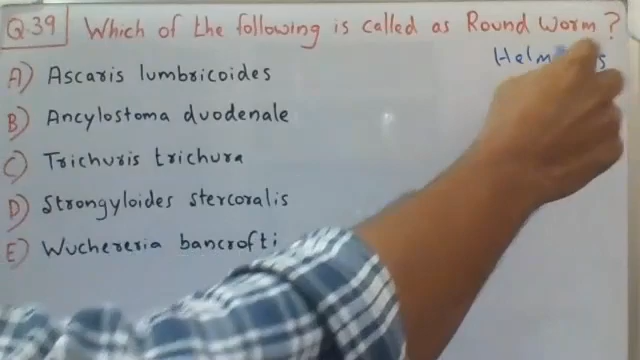 Q.39 Which of the following is called as Round Worm?
A) Ascaris lumbricoides
B) Ancylostoma duodenale
C) Trichuris trichura
D) Strongyloides stercoralis
E) Wuchereria bancrofti